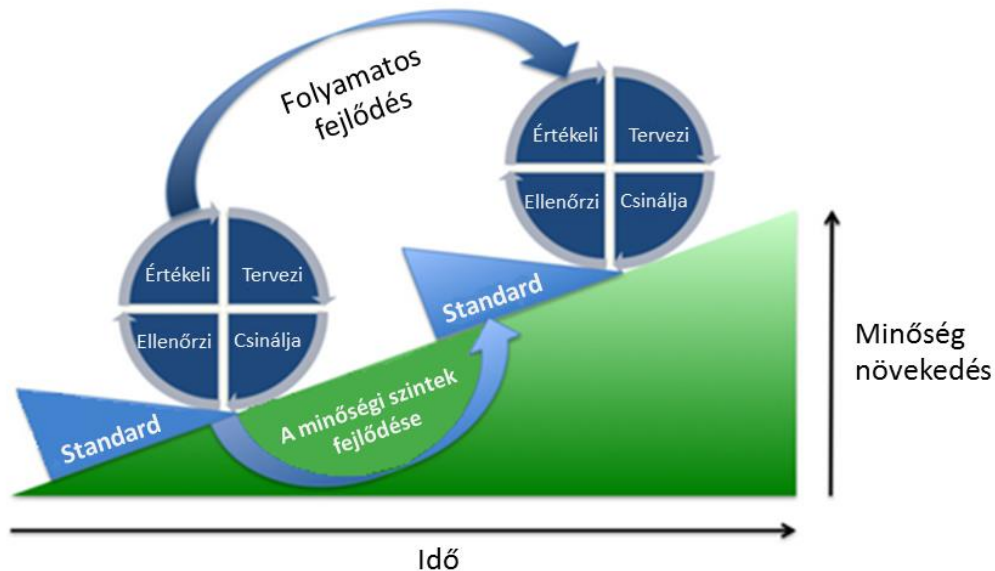 Folyamatos
fejlődés
Értékeli
Tervezi
Ellenőrzi
Csinálja
Értékeli
Tervezi
Ellenőrzi
Csinálja
Standard
Standard
A minőségi szintek
fejlődése
Minőség
növekedés
Idő